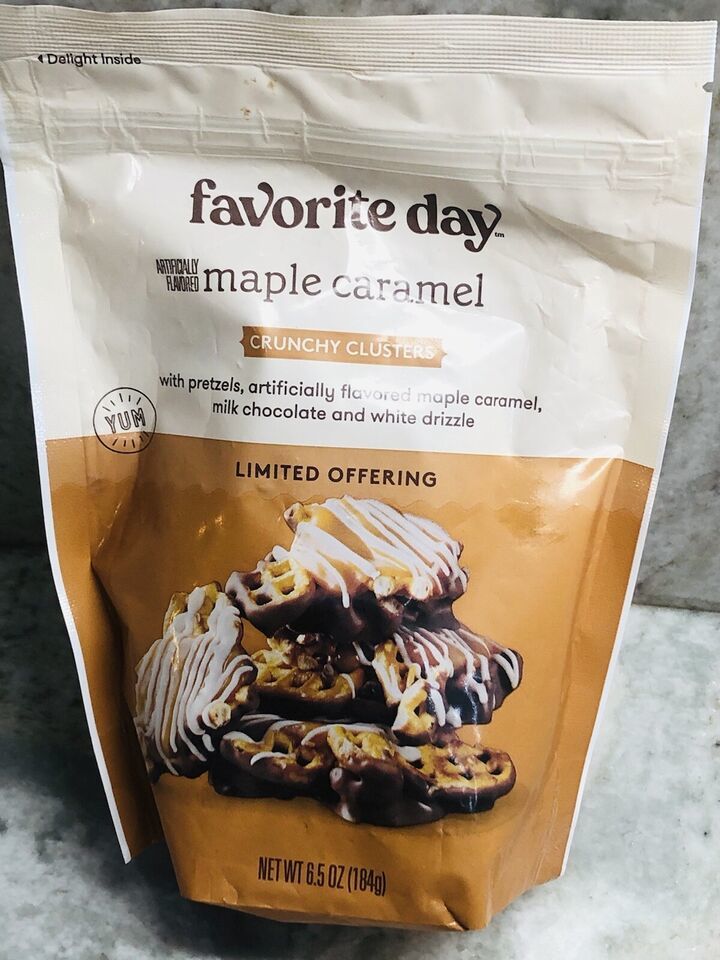 Delight Inside
favorite day™
ARTIFICIALLY
FLAVORED
maple caramel
CRUNCHY CLUSTERS
with pretzels, artificially flavored maple caramel,
milk chocolate and white drizzle
YUM
LIMITED OFFERING
NET WT 6.5 OZ (184g)